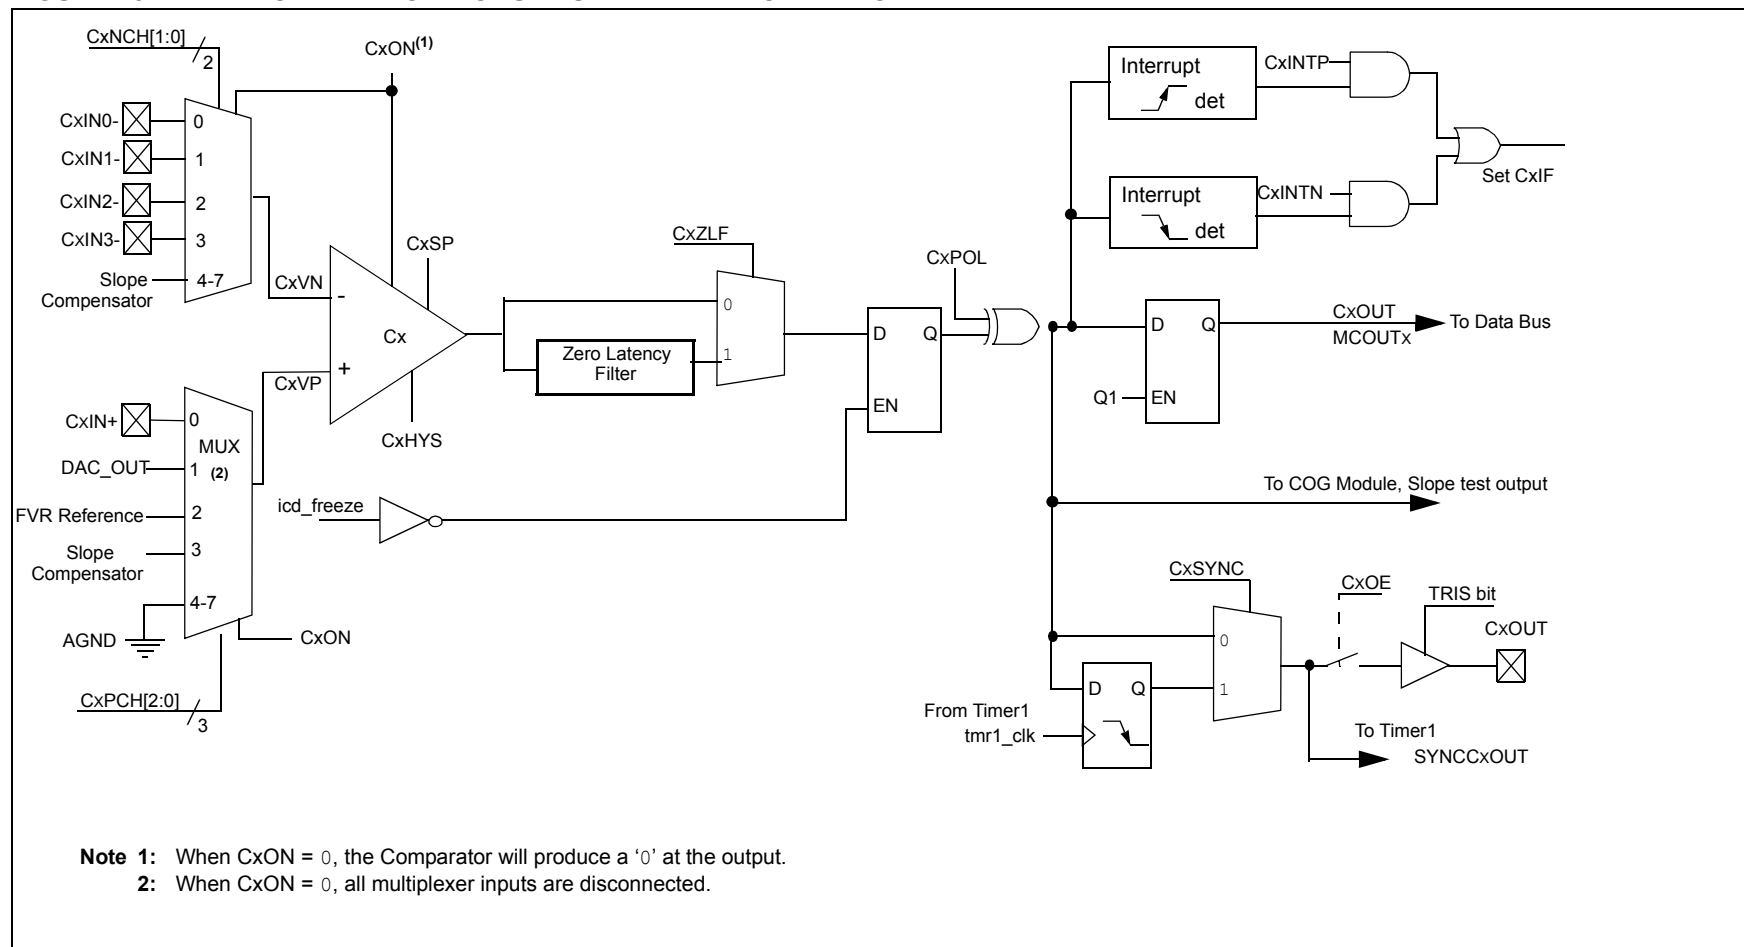 CxNCH[1:0]
2
CxON(1)
CxIN0-
0
CxIN1-
1
CxIN2-
2
CxIN3-
3
Slope
Compensator
4-7
CxVN
-
CxSP
Cx
+
CxVP
CxHYS
CxIN+
0
MUX
(2)
DAC_OUT
1
FVR Reference
2
Slope
Compensator
3
4-7
AGND
CxON
CxPCH[2:0]
3
icd_freeze
CxZLF
0
Zero Latency
Filter
1
D
Q
EN
CxPOL
Interrupt
det
CxINTP
Interrupt
det
CxINTN
Set CxIF
D
Q
Q1
EN
CxOUT
MCOUTx
To Data Bus
To COG Module, Slope test output
CxSYNC
0
1
D
Q
From Timer1
tmr1_clk
CxOE
TRIS bit
CxOUT
To Timer1
SYNCCxOUT
Note 1: When CxON = 0, the Comparator will produce a ‘0’ at the output.
2: When CxON = 0, all multiplexer inputs are disconnected.